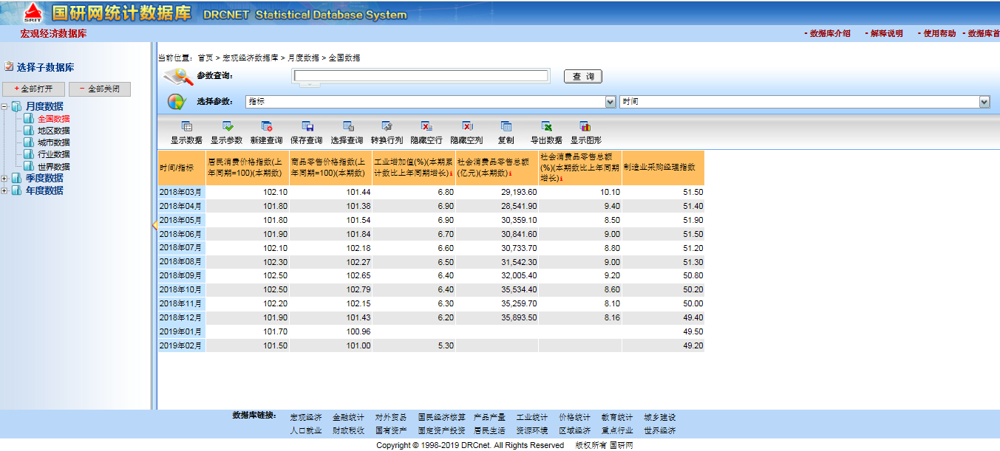 SRIT 国研网统计数据库 DRCNET Statistical Database System
宏观经济数据库 - 数据库介绍 - 解释说明 - 使用帮助 - 数据库首
选择子数据库
+全部打开 -全部关闭
月度数据
全国数据
地区数据
城市数据
行业数据
世界数据
季度数据
年度数据
当前位置: 首页 > 宏观经济数据库 > 月度数据 > 全国数据
参数查询: 查 询
选择参数: 指标 时间
显示数据 显示参数 新建查询 保存查询 选择查询 转换行列 隐藏空行 隐藏空列 复制 导出数据 显示图形
时间/指标 居民消费价格指数(上年同期=100)(本期数) 商品零售价格指数(上年同期=100)(本期数) 工业增加值(%)(本期累计数比上年同期增长)i 社会消费品零售总额(亿元)(本期数)i 社会消费品零售总额(%)(本期数比上年同期增长)i 制造业采购经理指数
2018年03月 102.10 101.44 6.80 29,193.60 10.10 51.50
2018年04月 101.80 101.38 6.90 28,541.90 9.40 51.40
2018年05月 101.80 101.54 6.90 30,359.10 8.50 51.90
2018年06月 101.90 101.84 6.70 30,841.60 9.00 51.50
2018年07月 102.10 102.18 6.60 30,733.70 8.80 51.20
2018年08月 102.30 102.27 6.50 31,542.30 9.00 51.30
2018年09月 102.50 102.65 6.40 32,005.40 9.20 50.80
2018年10月 102.50 102.79 6.40 35,534.40 8.60 50.20
2018年11月 102.20 102.15 6.30 35,259.70 8.10 50.00
2018年12月 101.90 101.43 6.20 35,893.50 8.16 49.40
2019年01月 101.70 100.96 49.50
2019年02月 101.50 101.00 5.30 49.20
数据库链接: 宏观经济 金融统计 对外贸易 国民经济核算 产品产量 工业统计 价格统计 教育统计 城乡建设
人口就业 财政税收 国有资产 固定资产投资 居民生活 资源环境 区域经济 重点行业 世界经济
Copyright © 1998-2019 DRCnet. All Rights Reserved 版权所有 国研网